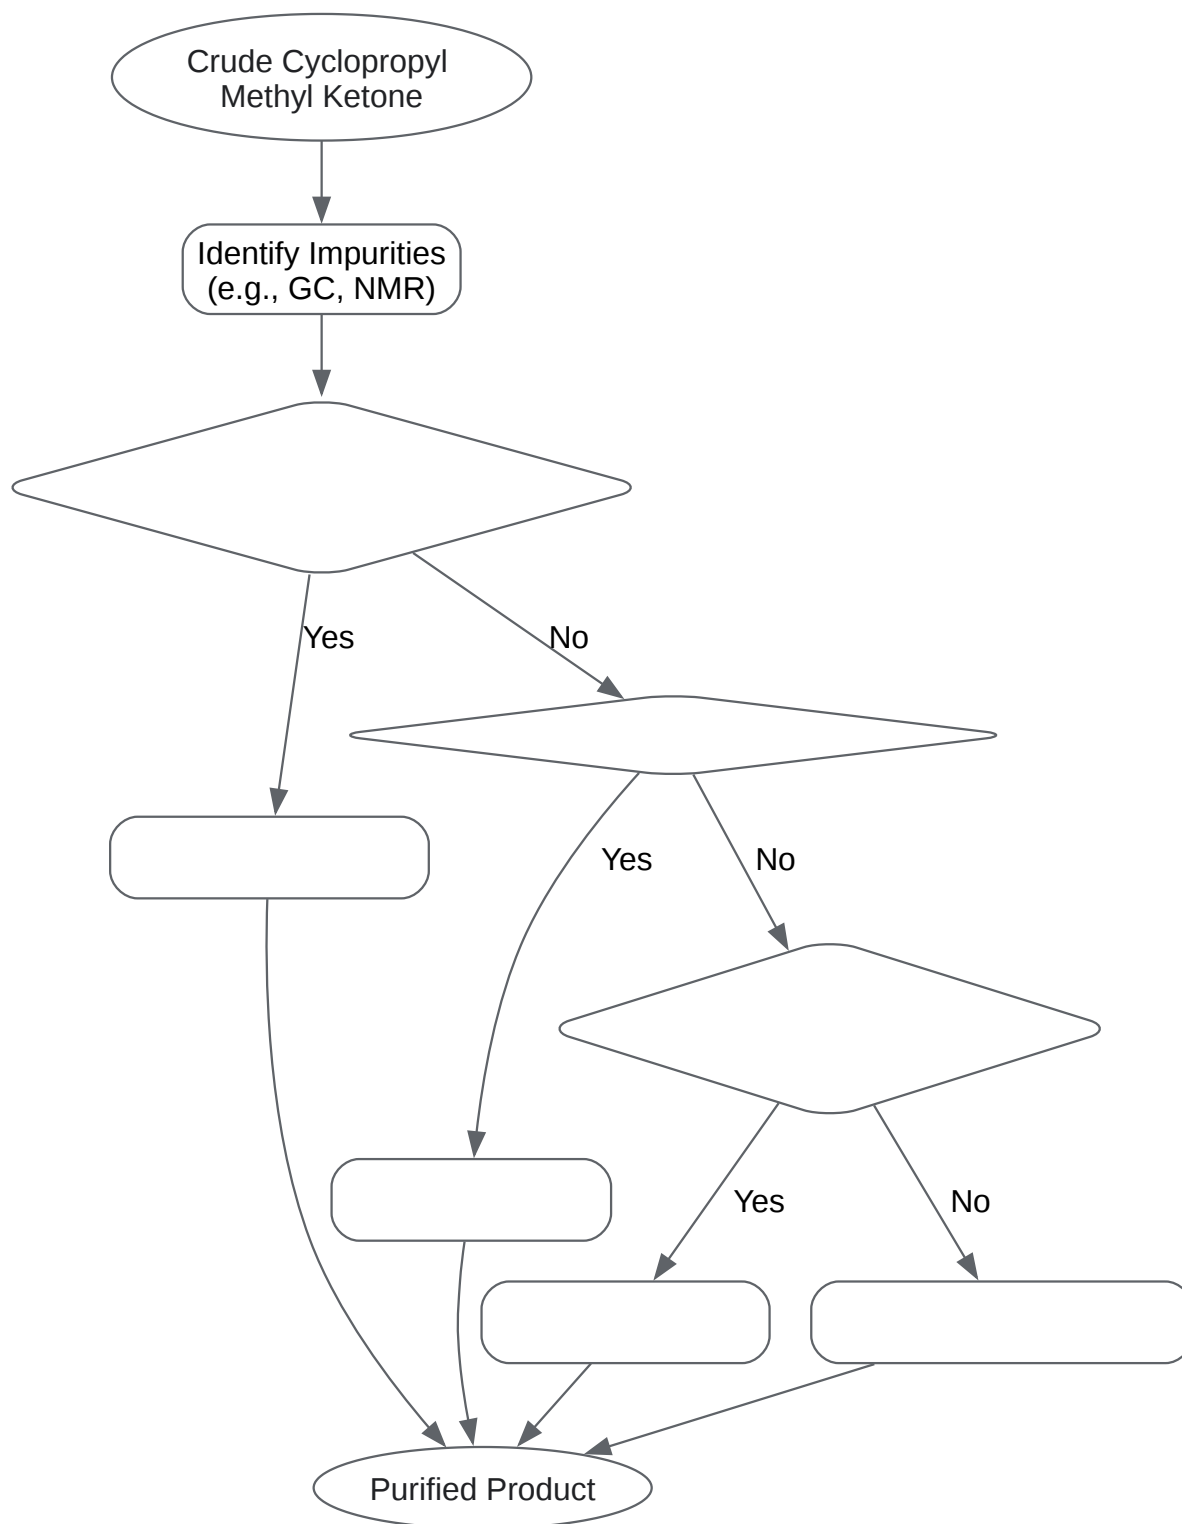 Crude Cyclopropyl
Methyl Ketone
Identify Impurities
(e.g., GC, NMR)
Yes
No
Yes
No
Yes
No
Purified Product